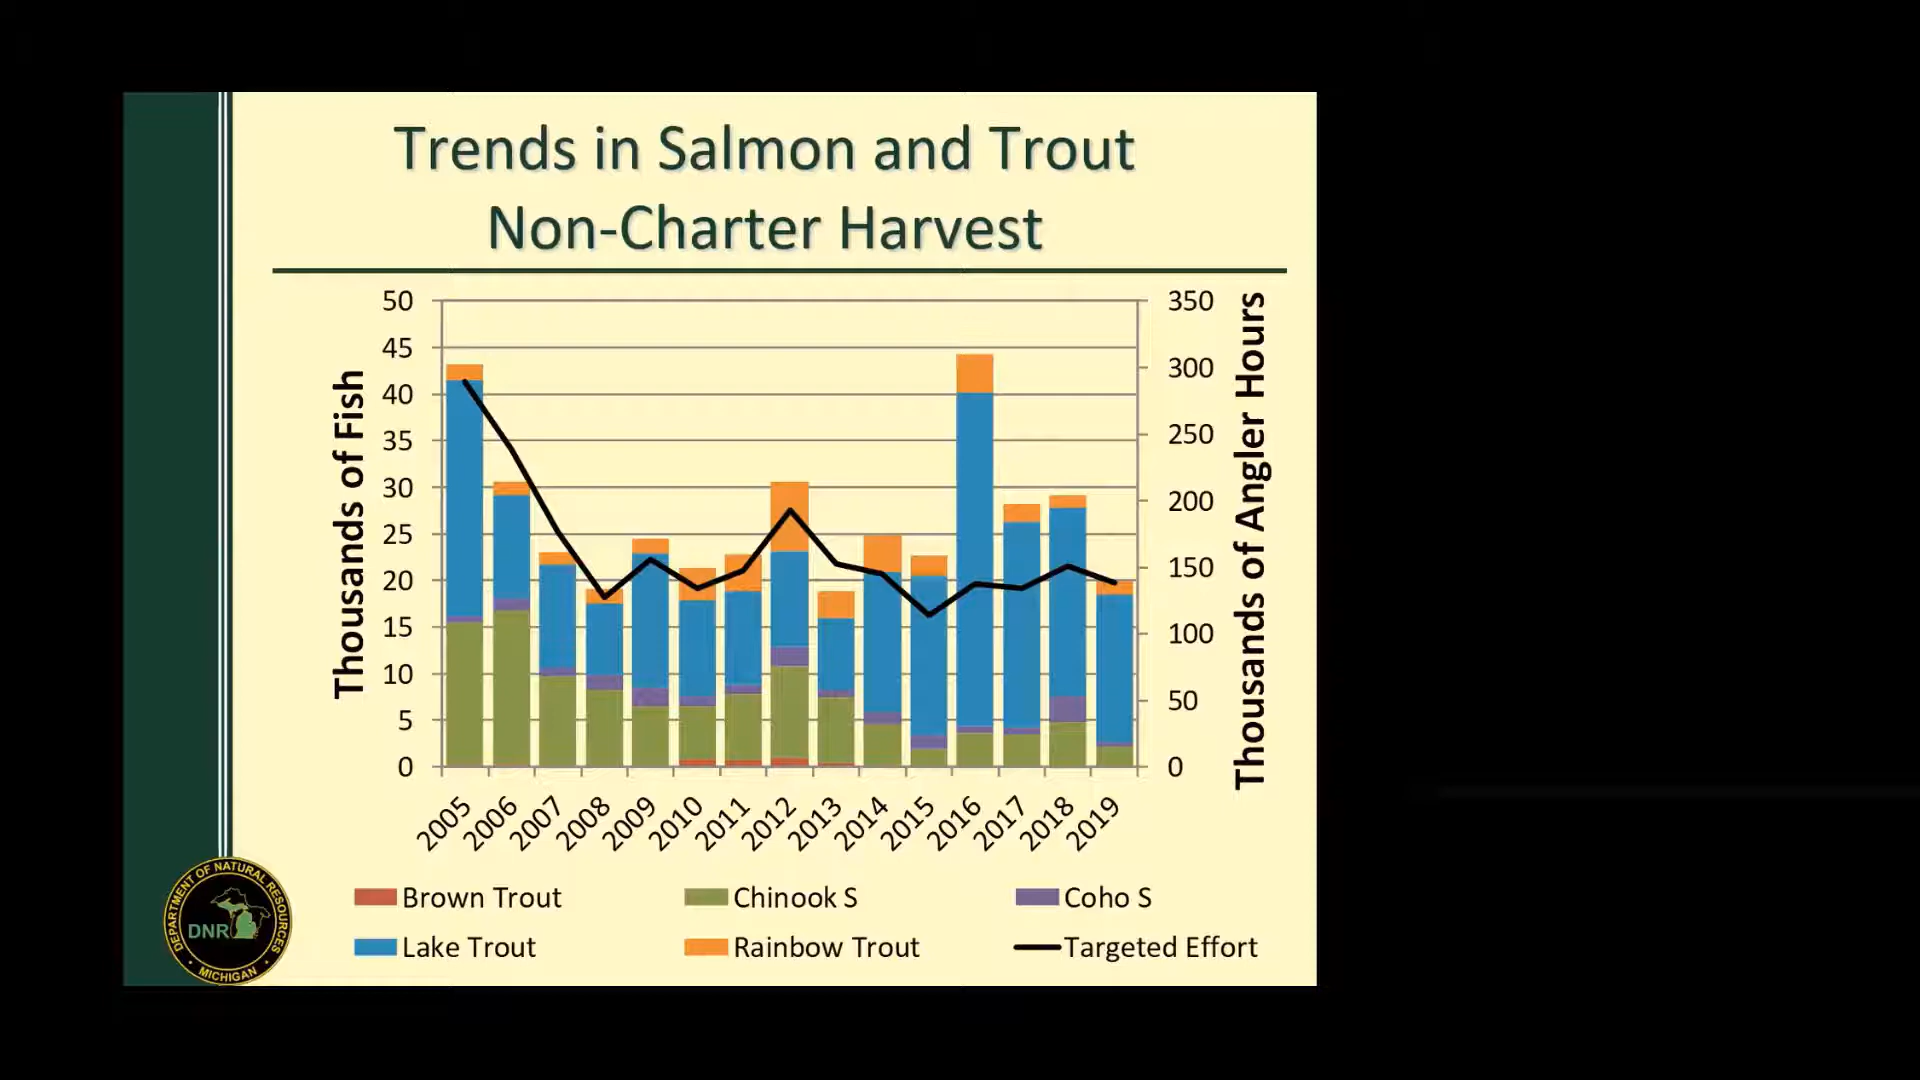 Trends in Salmon and Trout
Non-Charter Harvest
Thousands of Fish
50
45
40
35
30
25
20
15
10
5
0
350
300
250
200
150
100
50
0
Thousands of Angler Hours
2005
2006
2007
2008
2009
2010
2011
2012
2013
2014
2015
2016
2017
2018
2019
Brown Trout
Chinook S
Coho S
Lake Trout
Rainbow Trout
Targeted Effort
DEPARTMENT OF NATURAL RESOURCES
DNR
MICHIGAN